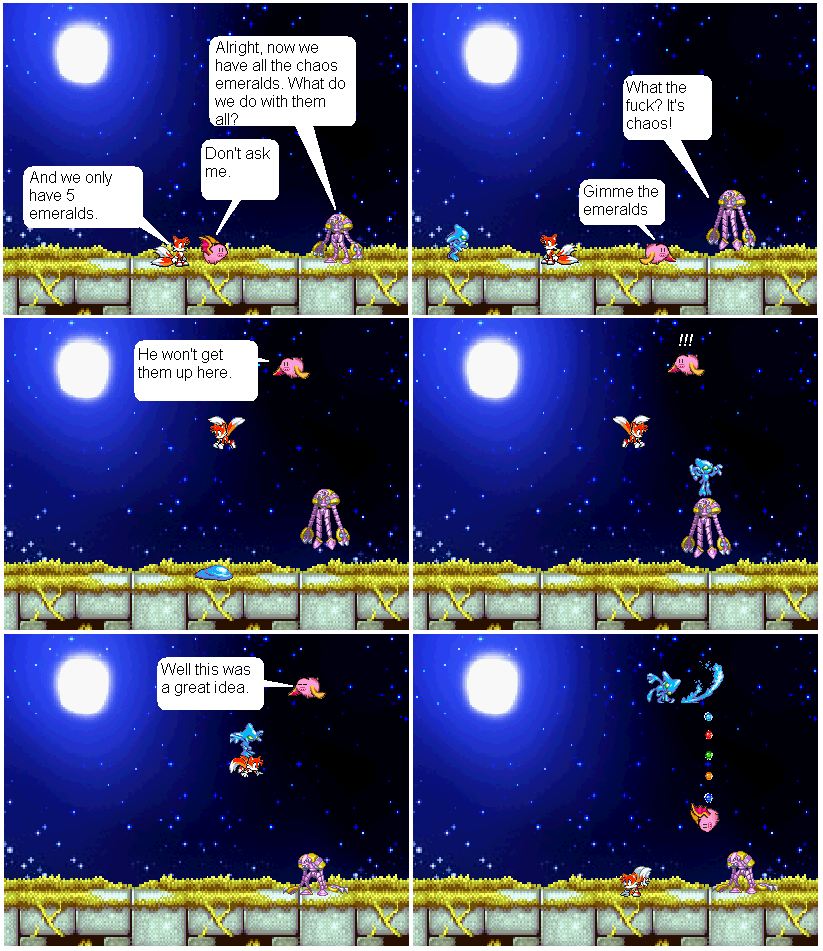 Alright, now we
have all the chaos
emeralds. What do
we do with them
all?
Don't ask
me.
And we only
have 5
emeralds.
What the
fuck? It's
chaos!
Gimme the
emeralds
He won't get
them up here.
!!!
Well this was
a great idea.